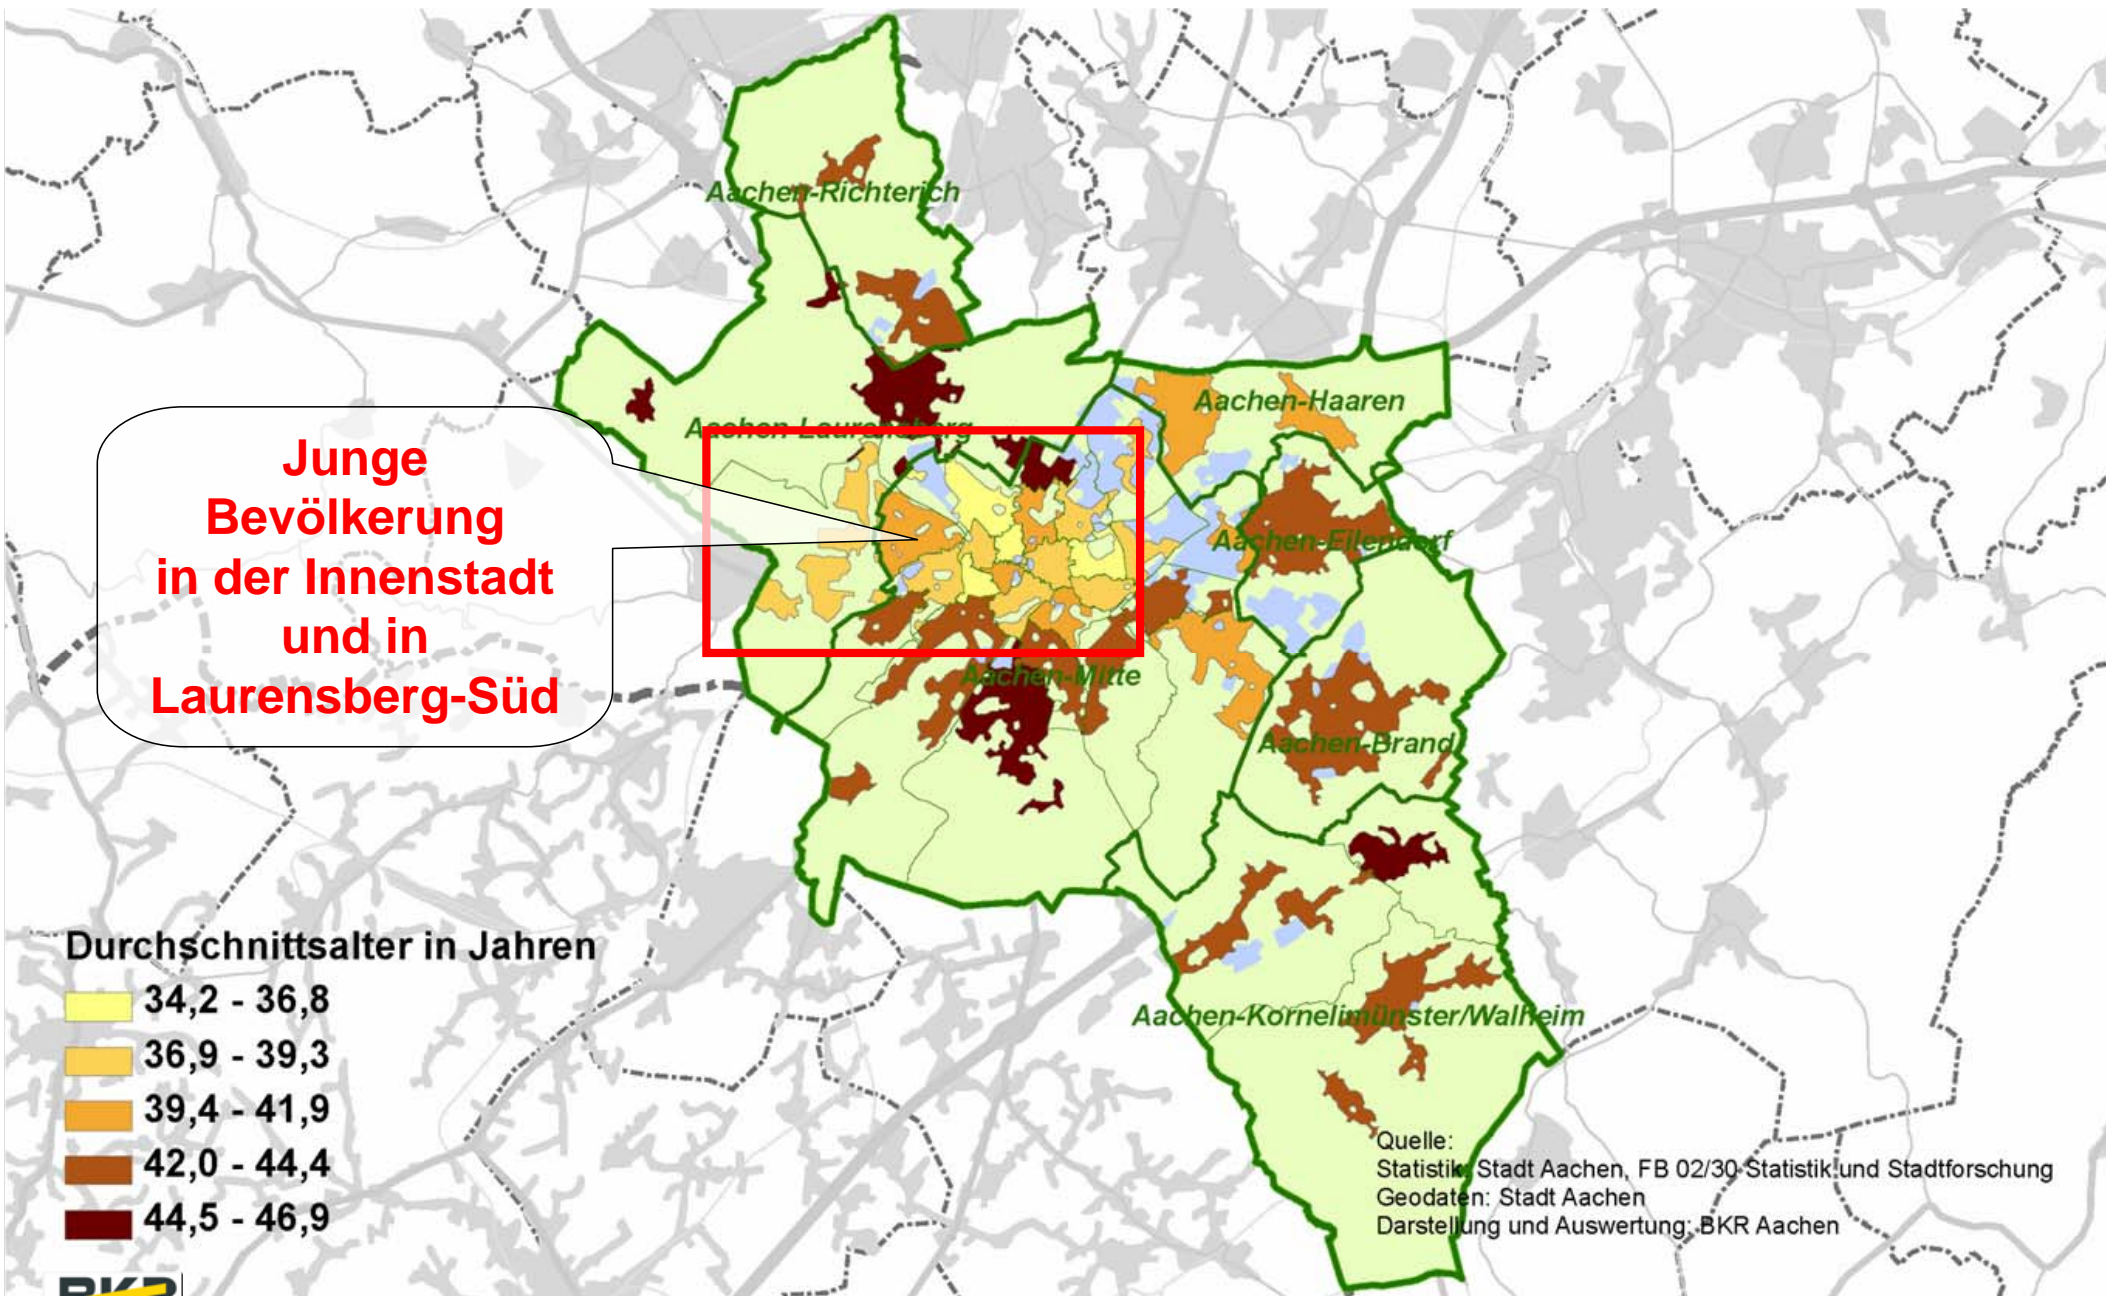 Aachen-Richterich
Aachen-Haaren
Aachen-Laurensberg
Junge
Bevölkerung
in der Innenstadt
und in
Laurensberg-Süd
Aachen-Eilendorf
Aachen-Mitte
Aachen-Brand
Aachen-Kornelimünster/Walheim
Durchschnittsalter in Jahren
34,2 - 36,8
36,9 - 39,3
39,4 - 41,9
42,0 - 44,4
44,5 - 46,9
Quelle:
Statistik: Stadt Aachen, FB 02/30 Statistik und Stadtforschung
Geodaten: Stadt Aachen
Darstellung und Auswertung: BKR Aachen
BKR